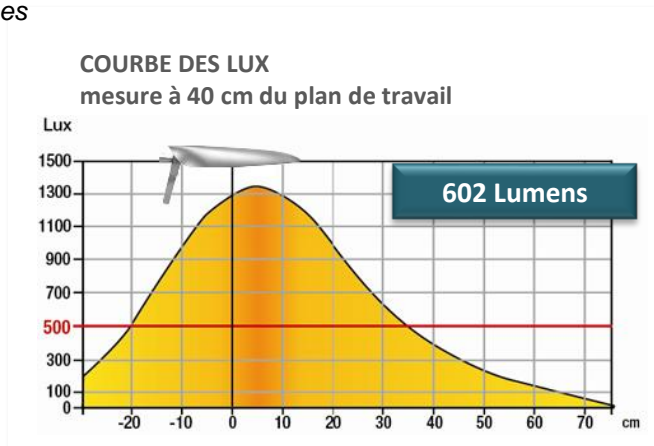 es
COURBE DES LUX
mesure à 40 cm du plan de travail
Lux
1500
602 Lumens
1300
1100
900
700
500
300
100
0
-20 -10 0 10 20 30 40 50 60 70 cm